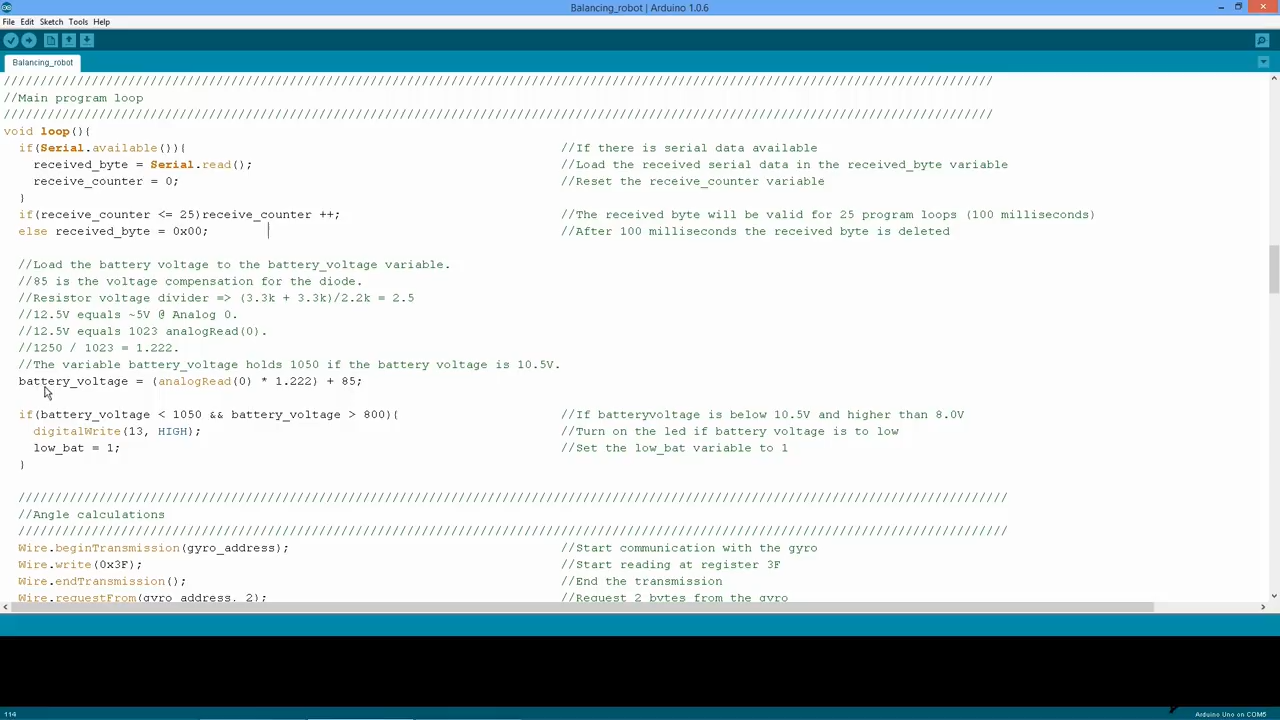 Balancing_robot | Arduino 1.0.6
File Edit Sketch Tools Help
Balancing_robot
//////////////////////////////////////////////////////////////////////////////////////////////////////////////////////////////////////
//Main program loop
//////////////////////////////////////////////////////////////////////////////////////////////////////////////////////////////////////
void loop(){
if(Serial.available()){ //If there is serial data available
received_byte = Serial.read(); //Load the received serial data in the received_byte variable
receive_counter = 0; //Reset the receive_counter variable
}
if(receive_counter <= 25)receive_counter ++; //The received byte will be valid for 25 program loops (100 milliseconds)
else received_byte = 0x00; //After 100 milliseconds the received byte is deleted
//Load the battery voltage to the battery_voltage variable.
//85 is the voltage compensation for the diode.
//Resistor voltage divider => (3.3k + 3.3k)/2.2k = 2.5
//12.5V equals ~5V @ Analog 0.
//12.5V equals 1023 analogRead(0).
//1250 / 1023 = 1.222.
//The variable battery_voltage holds 1050 if the battery voltage is 10.5V.
battery_voltage = (analogRead(0) * 1.222) + 85;
if(battery_voltage < 1050 && battery_voltage > 800){ //If batteryvoltage is below 10.5V and higher than 8.0V
digitalWrite(13, HIGH); //Turn on the led if battery voltage is to low
low_bat = 1; //Set the low_bat variable to 1
}
//////////////////////////////////////////////////////////////////////////////////////////////////////////////////////////////////////
//Angle calculations
//////////////////////////////////////////////////////////////////////////////////////////////////////////////////////////////////////
Wire.beginTransmission(gyro_address); //Start communication with the gyro
Wire.write(0x3F); //Start reading at register 3F
Wire.endTransmission(); //End the transmission
Wire.requestFrom(gyro_address, 2); //Request 2 bytes from the gyro
114
Arduino Uno on COM5